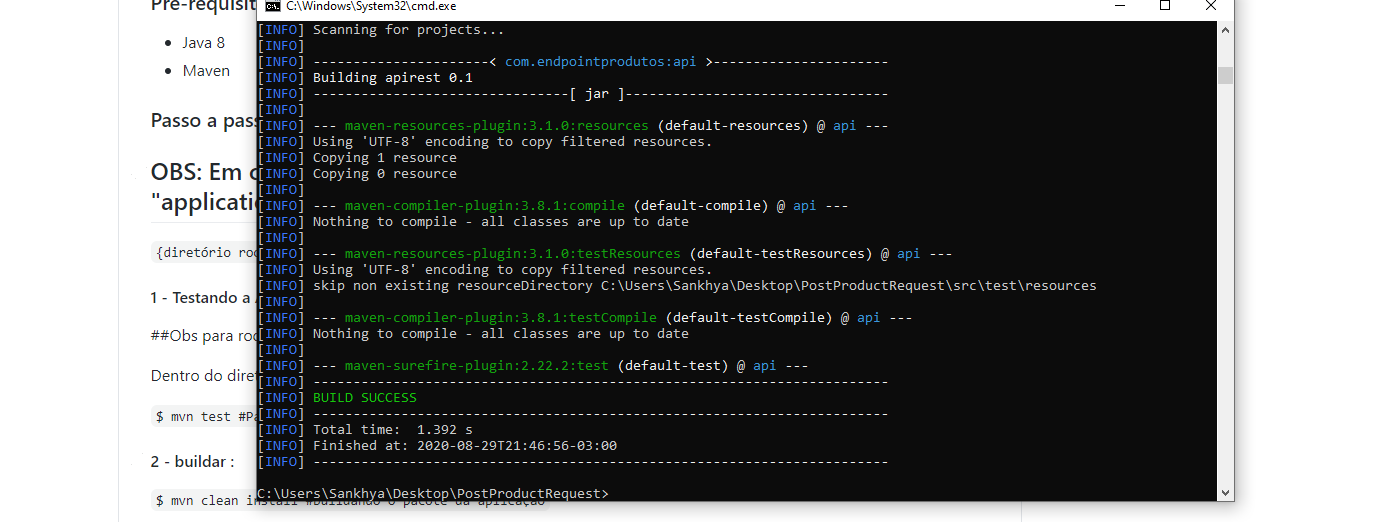 Pré-requisit
Java 8
Maven
Passo a pas
OBS: Em
"applicati
{diretório
1 - Testando a
##Obs para
Dentro do
$ mvn test
2 - buildar :
$ mvn clean install #buildando o pacote da aplicação
C:\Windows\System32\cmd.exe
[INFO] Scanning for projects...
[INFO]
[INFO] ----------------------< com.endpointprodutos:api >----------------------
[INFO] Building apirest 0.1
[INFO] --------------------------------[ jar ]---------------------------------
[INFO]
[INFO] --- maven-resources-plugin:3.1.0:resources (default-resources) @ api ---
[INFO] Using 'UTF-8' encoding to copy filtered resources.
[INFO] Copying 1 resource
[INFO] Copying 0 resource
[INFO]
[INFO] --- maven-compiler-plugin:3.8.1:compile (default-compile) @ api ---
[INFO] Nothing to compile - all classes are up to date
[INFO]
[INFO] --- maven-resources-plugin:3.1.0:testResources (default-testResources) @ api ---
[INFO] Using 'UTF-8' encoding to copy filtered resources.
[INFO] skip non existing resourceDirectory C:\Users\Sankhya\Desktop\PostProductRequest\src\test\resources
[INFO]
[INFO] --- maven-compiler-plugin:3.8.1:testCompile (default-testCompile) @ api ---
[INFO] Nothing to compile - all classes are up to date
[INFO]
[INFO] --- maven-surefire-plugin:2.22.2:test (default-test) @ api ---
[INFO] ------------------------------------------------------------------------
[INFO] BUILD SUCCESS
[INFO] ------------------------------------------------------------------------
[INFO] Total time:  1.392 s
[INFO] Finished at: 2020-08-29T21:46:56-03:00
[INFO] ------------------------------------------------------------------------
C:\Users\Sankhya\Desktop\PostProductRequest>